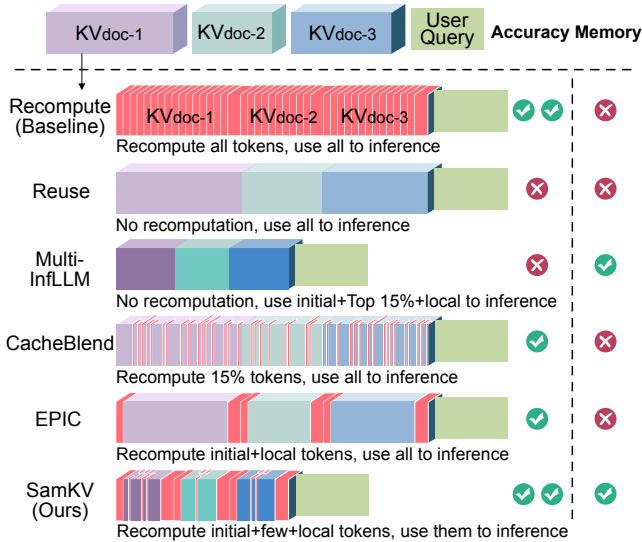 KVdoc-1 KVdoc-2 KVdoc-3 User Query Accuracy Memory
Recompute (Baseline)
KVdoc-1 KVdoc-2 KVdoc-3
Recompute all tokens, use all to inference
Reuse
No recomputation, use all to inference
Multi-InfLLM
No recomputation, use initial+Top 15%+local to inference
CacheBlend
Recompute 15% tokens, use all to inference
EPIC
Recompute initial+local tokens, use all to inference
SamKV (Ours)
Recompute initial+few+local tokens, use them to inference